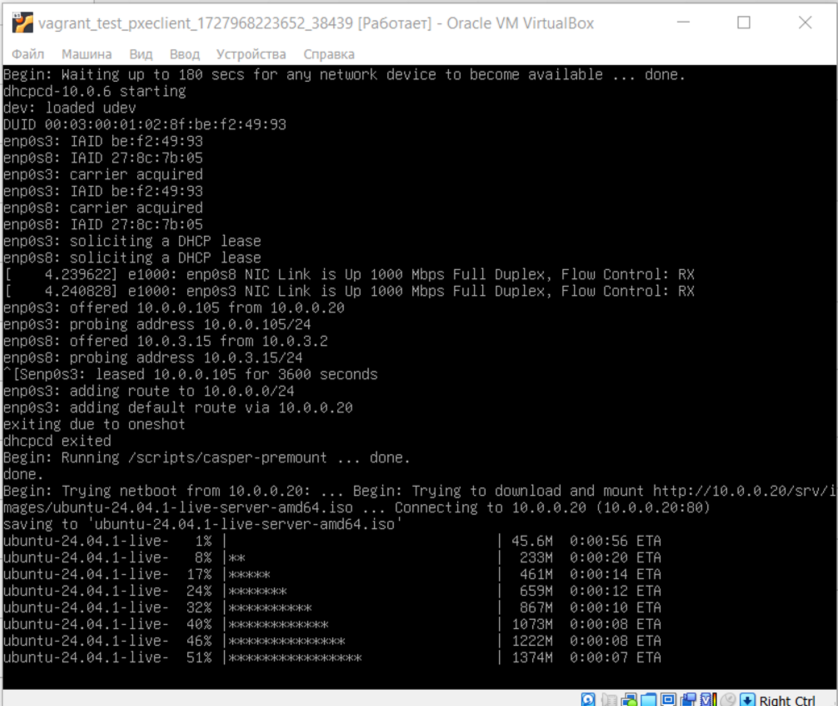 vagrant_test_pxeclient_1727968223652_38439 [Работает] - Oracle VM VirtualBox
Файл Машина Вид Ввод Устройства Справка
Begin: Waiting up to 180 secs for any network device to become available ... done.
dhcpcd-10.0.6 starting
dev: loaded udev
DUID 00:03:00:01:02:8f:be:f2:49:93
enp0s3: IAID be:f2:49:93
enp0s8: IAID 27:8c:7b:05
enp0s3: carrier acquired
enp0s3: IAID be:f2:49:93
enp0s8: carrier acquired
enp0s8: IAID 27:8c:7b:05
enp0s3: soliciting a DHCP lease
enp0s8: soliciting a DHCP lease
[    4.239622] e1000: enp0s8 NIC Link is Up 1000 Mbps Full Duplex, Flow Control: RX
[    4.240828] e1000: enp0s3 NIC Link is Up 1000 Mbps Full Duplex, Flow Control: RX
enp0s3: offered 10.0.0.105 from 10.0.0.20
enp0s3: probing address 10.0.0.105/24
enp0s8: offered 10.0.3.15 from 10.0.3.2
enp0s8: probing address 10.0.3.15/24
^[Senp0s3: leased 10.0.0.105 for 3600 seconds
enp0s3: adding route to 10.0.0.0/24
enp0s3: adding default route via 10.0.0.20
exiting due to oneshot
dhcpcd exited
Begin: Running /scripts/casper-premount ... done.
done.
Begin: Trying netboot from 10.0.0.20: ... Begin: Trying to download and mount http://10.0.0.20/srv/i
mages/ubuntu-24.04.1-live-server-amd64.iso ... Connecting to 10.0.0.20 (10.0.0.20:80)
saving to 'ubuntu-24.04.1-live-server-amd64.iso'
ubuntu-24.04.1-live-   1% |                                | 45.6M  0:00:56 ETA
ubuntu-24.04.1-live-   8% |**                              |  233M  0:00:20 ETA
ubuntu-24.04.1-live-  17% |*****                           |  461M  0:00:14 ETA
ubuntu-24.04.1-live-  24% |*******                         |  659M  0:00:12 ETA
ubuntu-24.04.1-live-  32% |**********                      |  867M  0:00:10 ETA
ubuntu-24.04.1-live-  40% |************                    | 1073M  0:00:08 ETA
ubuntu-24.04.1-live-  46% |**************                  | 1222M  0:00:08 ETA
ubuntu-24.04.1-live-  51% |****************                | 1374M  0:00:07 ETA
Right Ctrl